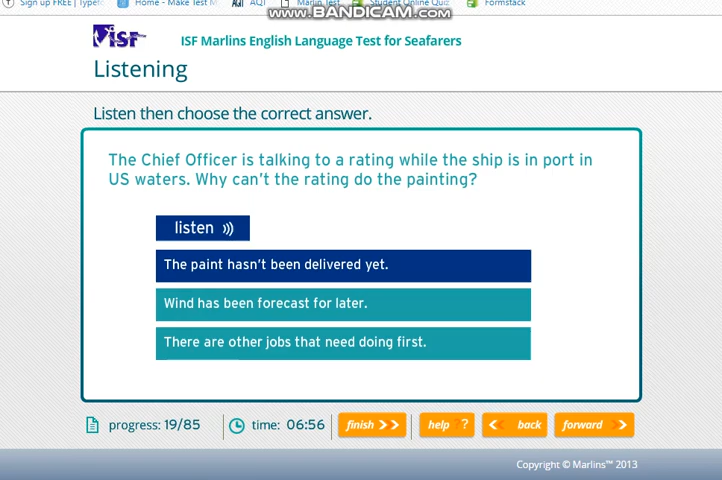 Sign up FREE | Typefo
Home - Make Test M
AQI
AQI
Marlin Test
Student Online Quiz
Formstack
www.BANDICAM.com
ISF
ISF Marlins English Language Test for Seafarers
Listening
Listen then choose the correct answer.
The Chief Officer is talking to a rating while the ship is in port in
US waters. Why can't the rating do the painting?
listen
The paint hasn't been delivered yet.
Wind has been forecast for later.
There are other jobs that need doing first.
progress: 19/85
time: 06:56
finish >>
help ??
<< back
forward >>
Copyright © Marlins™ 2013